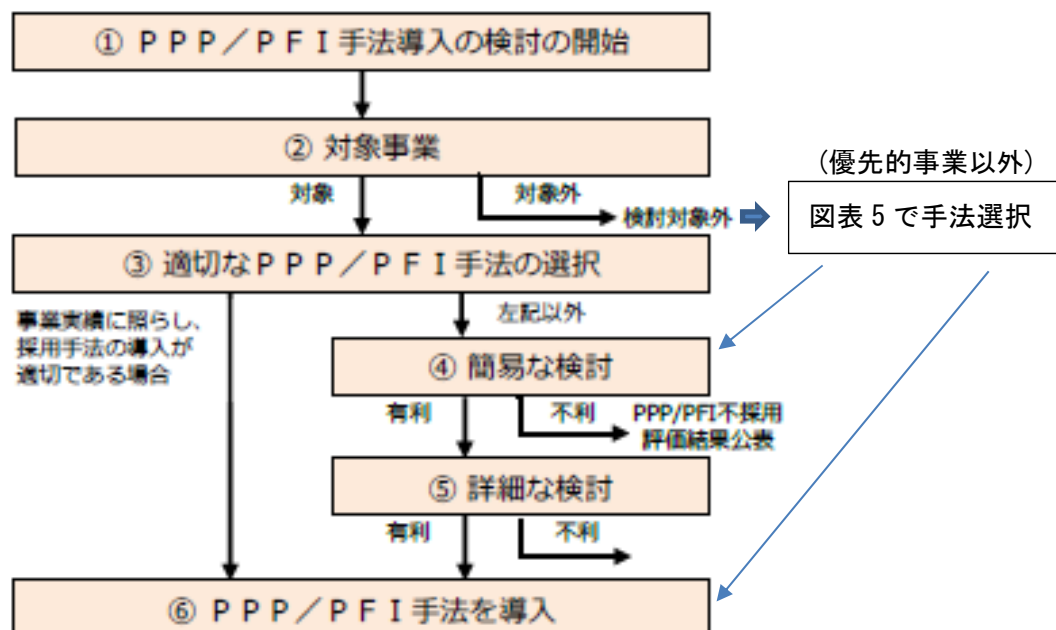 ① ＰＰＰ／ＰＦＩ手法導入の検討の開始
② 対象事業
対象
対象外
検討対象外
(優先的事業以外)
図表 5 で手法選択
③ 適切なＰＰＰ／ＰＦＩ手法の選択
事業実績に照らし、
採用手法の導入が
適切である場合
左記以外
④ 簡易な検討
有利
不利
PPP/PFI不採用
評価結果公表
⑤ 詳細な検討
有利
不利
⑥ ＰＰＰ／ＰＦＩ手法を導入